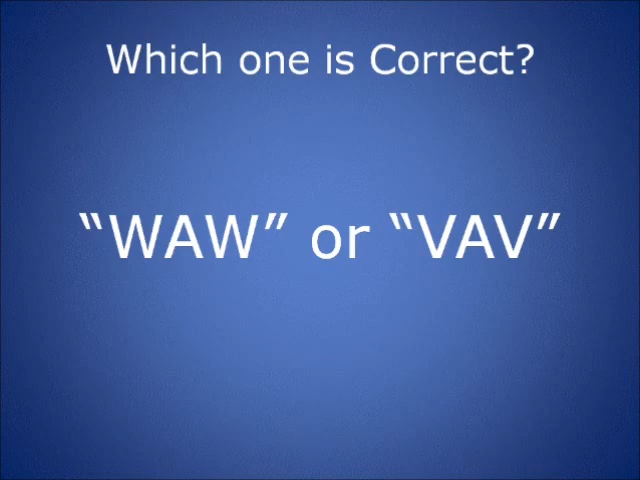 Which one is Correct?
“WAW” or “VAV”